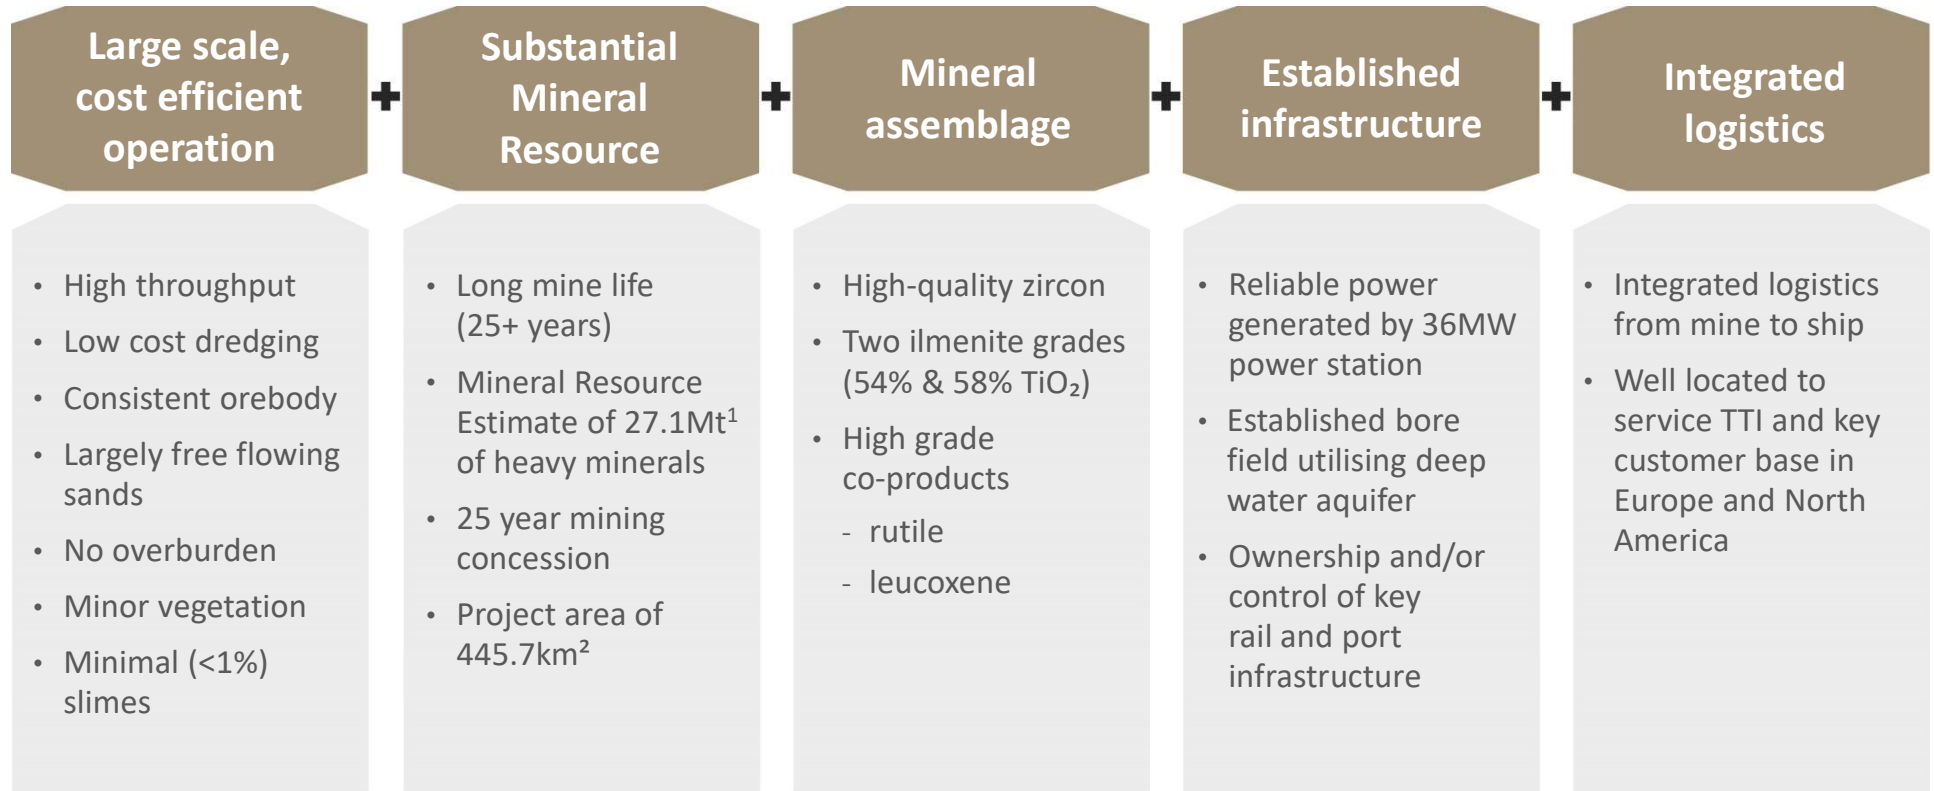 Large scale,
cost efficient
operation
Substantial
Mineral
Resource
Mineral
assemblage
Established
infrastructure
Integrated
logistics
• High throughput
• Low cost dredging
• Consistent orebody
• Largely free flowing
sands
• No overburden
• Minor vegetation
• Minimal (<1%)
slimes
• Long mine life
(25+ years)
• Mineral Resource
Estimate of 27.1Mt¹
of heavy minerals
• 25 year mining
concession
• Project area of
445.7km²
• High-quality zircon
• Two ilmenite grades
(54% & 58% TiO₂)
• High grade
co-products
- rutile
- leucoxene
• Reliable power
generated by 36MW
power station
• Established bore
field utilising deep
water aquifer
• Ownership and/or
control of key
rail and port
infrastructure
• Integrated logistics
from mine to ship
• Well located to
service TTI and key
customer base in
Europe and North
America